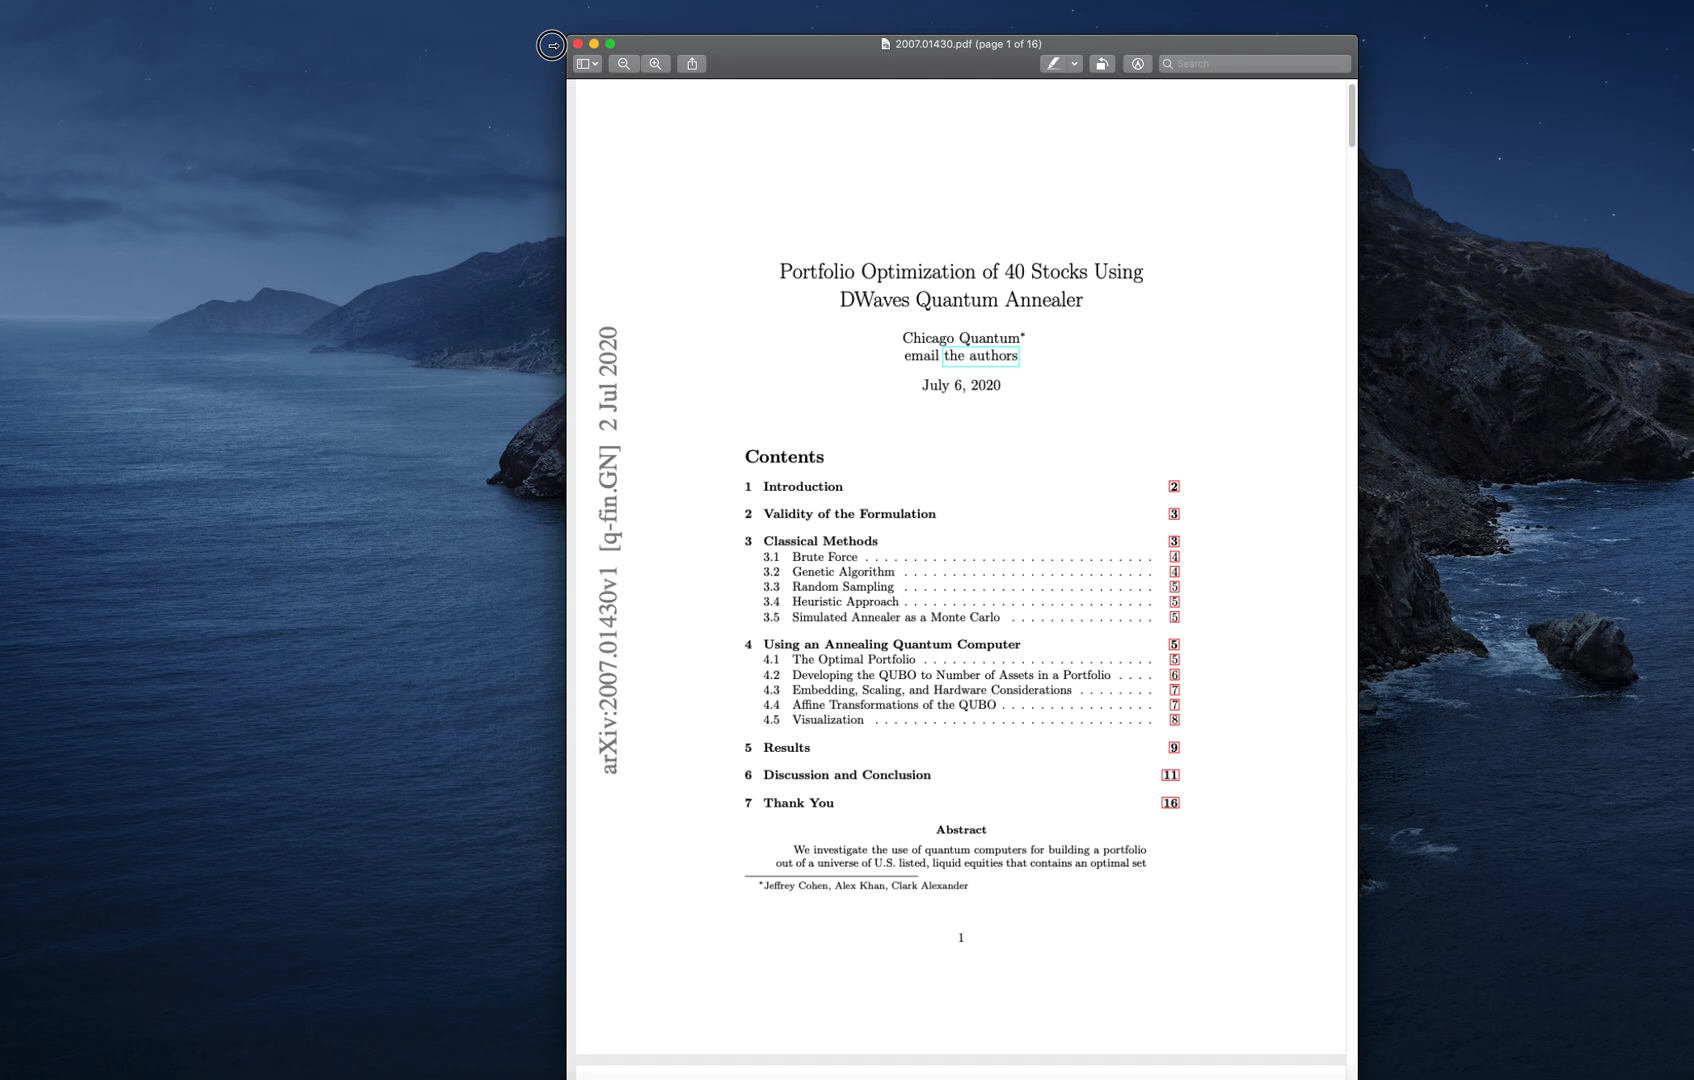 2007.01430.pdf (page 1 of 16)
Search
Portfolio Optimization of 40 Stocks Using
DWaves Quantum Annealer
Chicago Quantum*
email the authors
July 6, 2020
arXiv:2007.01430v1 [q-fin.GN] 2 Jul 2020
Contents
1 Introduction 2
2 Validity of the Formulation 3
3 Classical Methods 3
3.1 Brute Force . . . . . . . . . . . . . . . . . . . . . . . . . . . . 4
3.2 Genetic Algorithm . . . . . . . . . . . . . . . . . . . . . . . . 4
3.3 Random Sampling . . . . . . . . . . . . . . . . . . . . . . . . 5
3.4 Heuristic Approach . . . . . . . . . . . . . . . . . . . . . . . . 5
3.5 Simulated Annealer as a Monte Carlo . . . . . . . . . . . . . 5
4 Using an Annealing Quantum Computer 5
4.1 The Optimal Portfolio . . . . . . . . . . . . . . . . . . . . . . 5
4.2 Developing the QUBO to Number of Assets in a Portfolio . . . . 6
4.3 Embedding, Scaling, and Hardware Considerations . . . . . . . . 7
4.4 Affine Transformations of the QUBO . . . . . . . . . . . . . . . 7
4.5 Visualization . . . . . . . . . . . . . . . . . . . . . . . . . . . 8
5 Results 9
6 Discussion and Conclusion 11
7 Thank You 16
Abstract
We investigate the use of quantum computers for building a portfolio
out of a universe of U.S. listed, liquid equities that contains an optimal set
*Jeffrey Cohen, Alex Khan, Clark Alexander
1